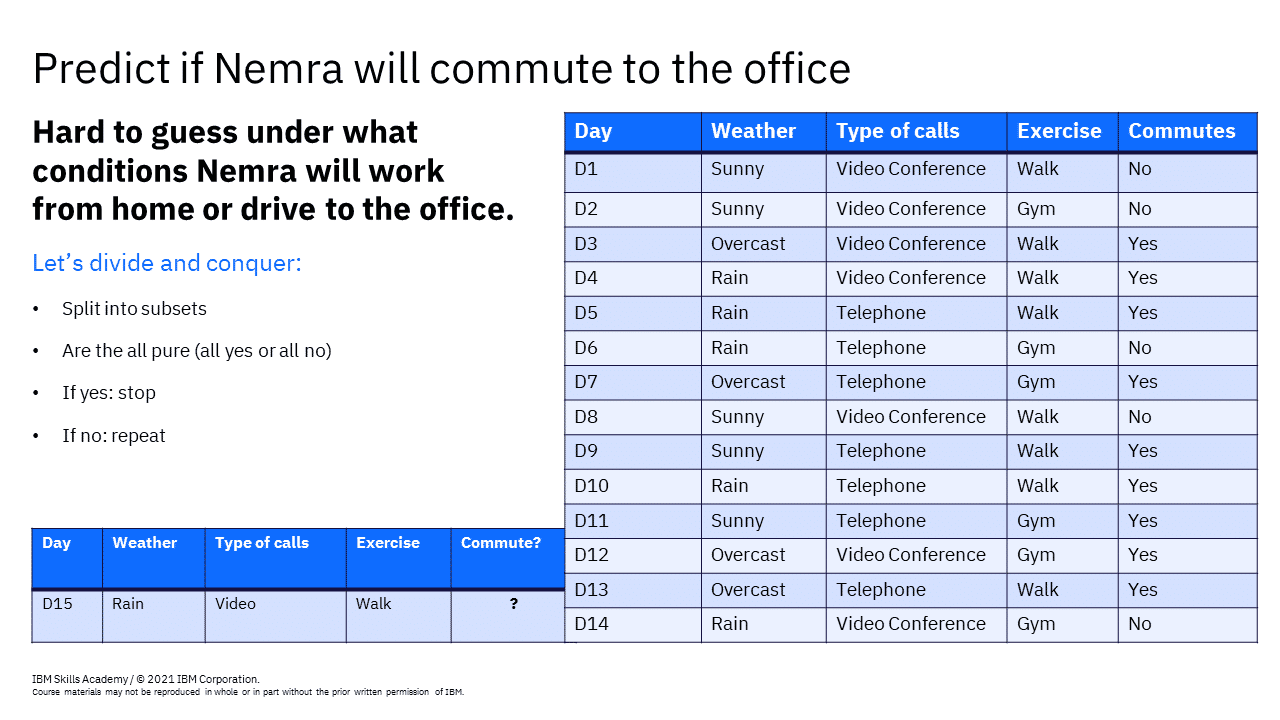 Predict if Nemra will commute to the office
Hard to guess under what
conditions Nemra will work
from home or drive to the office.
Let’s divide and conquer:
• Split into subsets
• Are the all pure (all yes or all no)
• If yes: stop
• If no: repeat
Day Weather Type of calls Exercise Commute?
D15 Rain Video Walk ?
Day Weather Type of calls Exercise Commutes
D1 Sunny Video Conference Walk No
D2 Sunny Video Conference Gym No
D3 Overcast Video Conference Walk Yes
D4 Rain Video Conference Walk Yes
D5 Rain Telephone Walk Yes
D6 Rain Telephone Gym No
D7 Overcast Telephone Gym Yes
D8 Sunny Video Conference Walk No
D9 Sunny Telephone Walk Yes
D10 Rain Telephone Walk Yes
D11 Sunny Telephone Gym Yes
D12 Overcast Video Conference Gym Yes
D13 Overcast Telephone Walk Yes
D14 Rain Video Conference Gym No
IBM Skills Academy / © 2021 IBM Corporation.
Course materials may not be reproduced in whole or in part without the prior written permission of IBM.